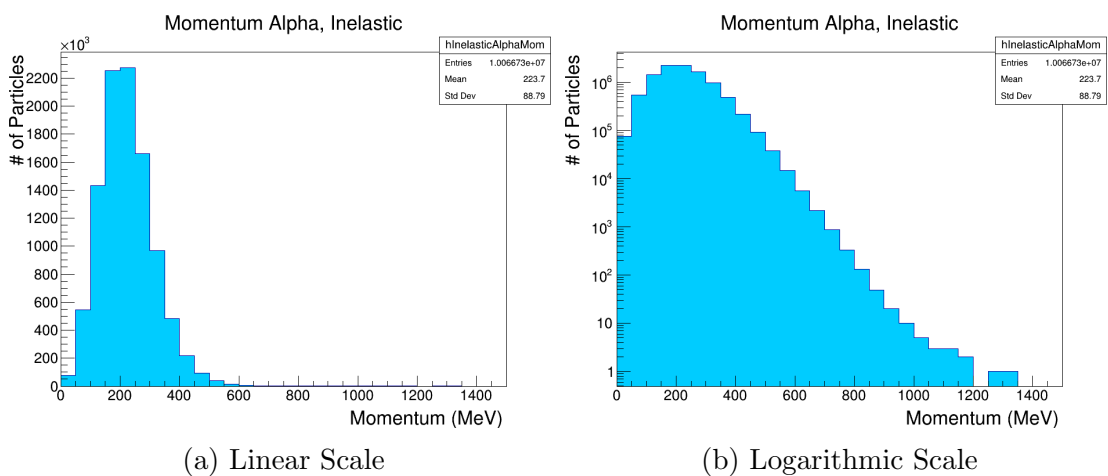 Momentum Alpha, Inelastic
×10³
# of Particles
hInelasticAlphaMom
Entries 1.006673e+07
Mean 223.7
Std Dev 88.79
2200
2000
1800
1600
1400
1200
1000
800
600
400
200
0
0 200 400 600 800 1000 1200 1400
Momentum (MeV)
(a) Linear Scale
Momentum Alpha, Inelastic
# of Particles
hInelasticAlphaMom
Entries 1.006673e+07
Mean 223.7
Std Dev 88.79
10⁶
10⁵
10⁴
10³
10²
10
1
0 200 400 600 800 1000 1200 1400
Momentum (MeV)
(b) Logarithmic Scale